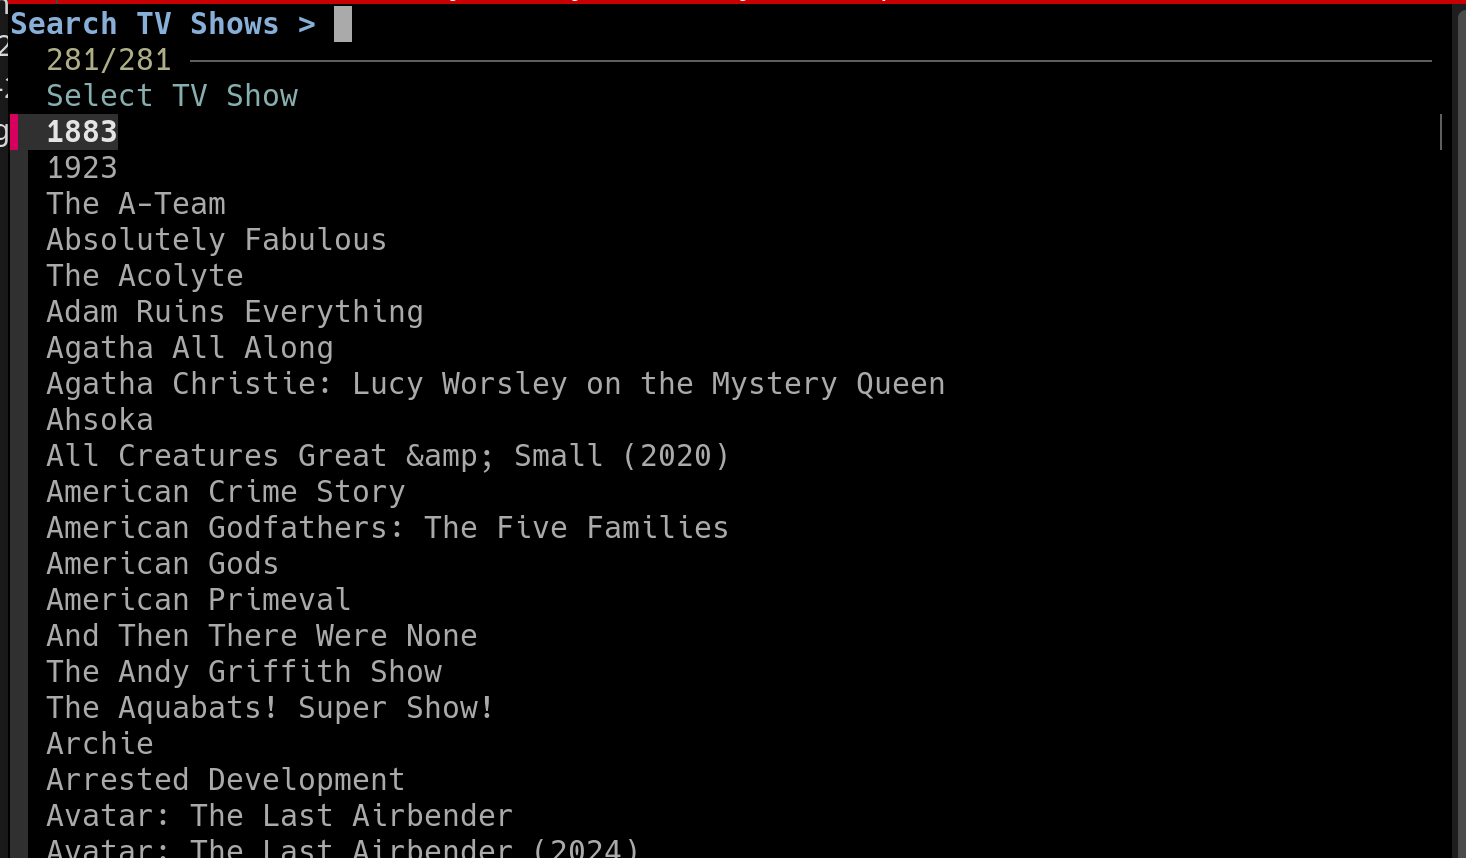 Search TV Shows >
281/281
Select TV Show
1883
1923
The A-Team
Absolutely Fabulous
The Acolyte
Adam Ruins Everything
Agatha All Along
Agatha Christie: Lucy Worsley on the Mystery Queen
Ahsoka
All Creatures Great &amp; Small (2020)
American Crime Story
American Godfathers: The Five Families
American Gods
American Primeval
And Then There Were None
The Andy Griffith Show
The Aquabats! Super Show!
Archie
Arrested Development
Avatar: The Last Airbender
Avatar: The Last Airbender (2024)